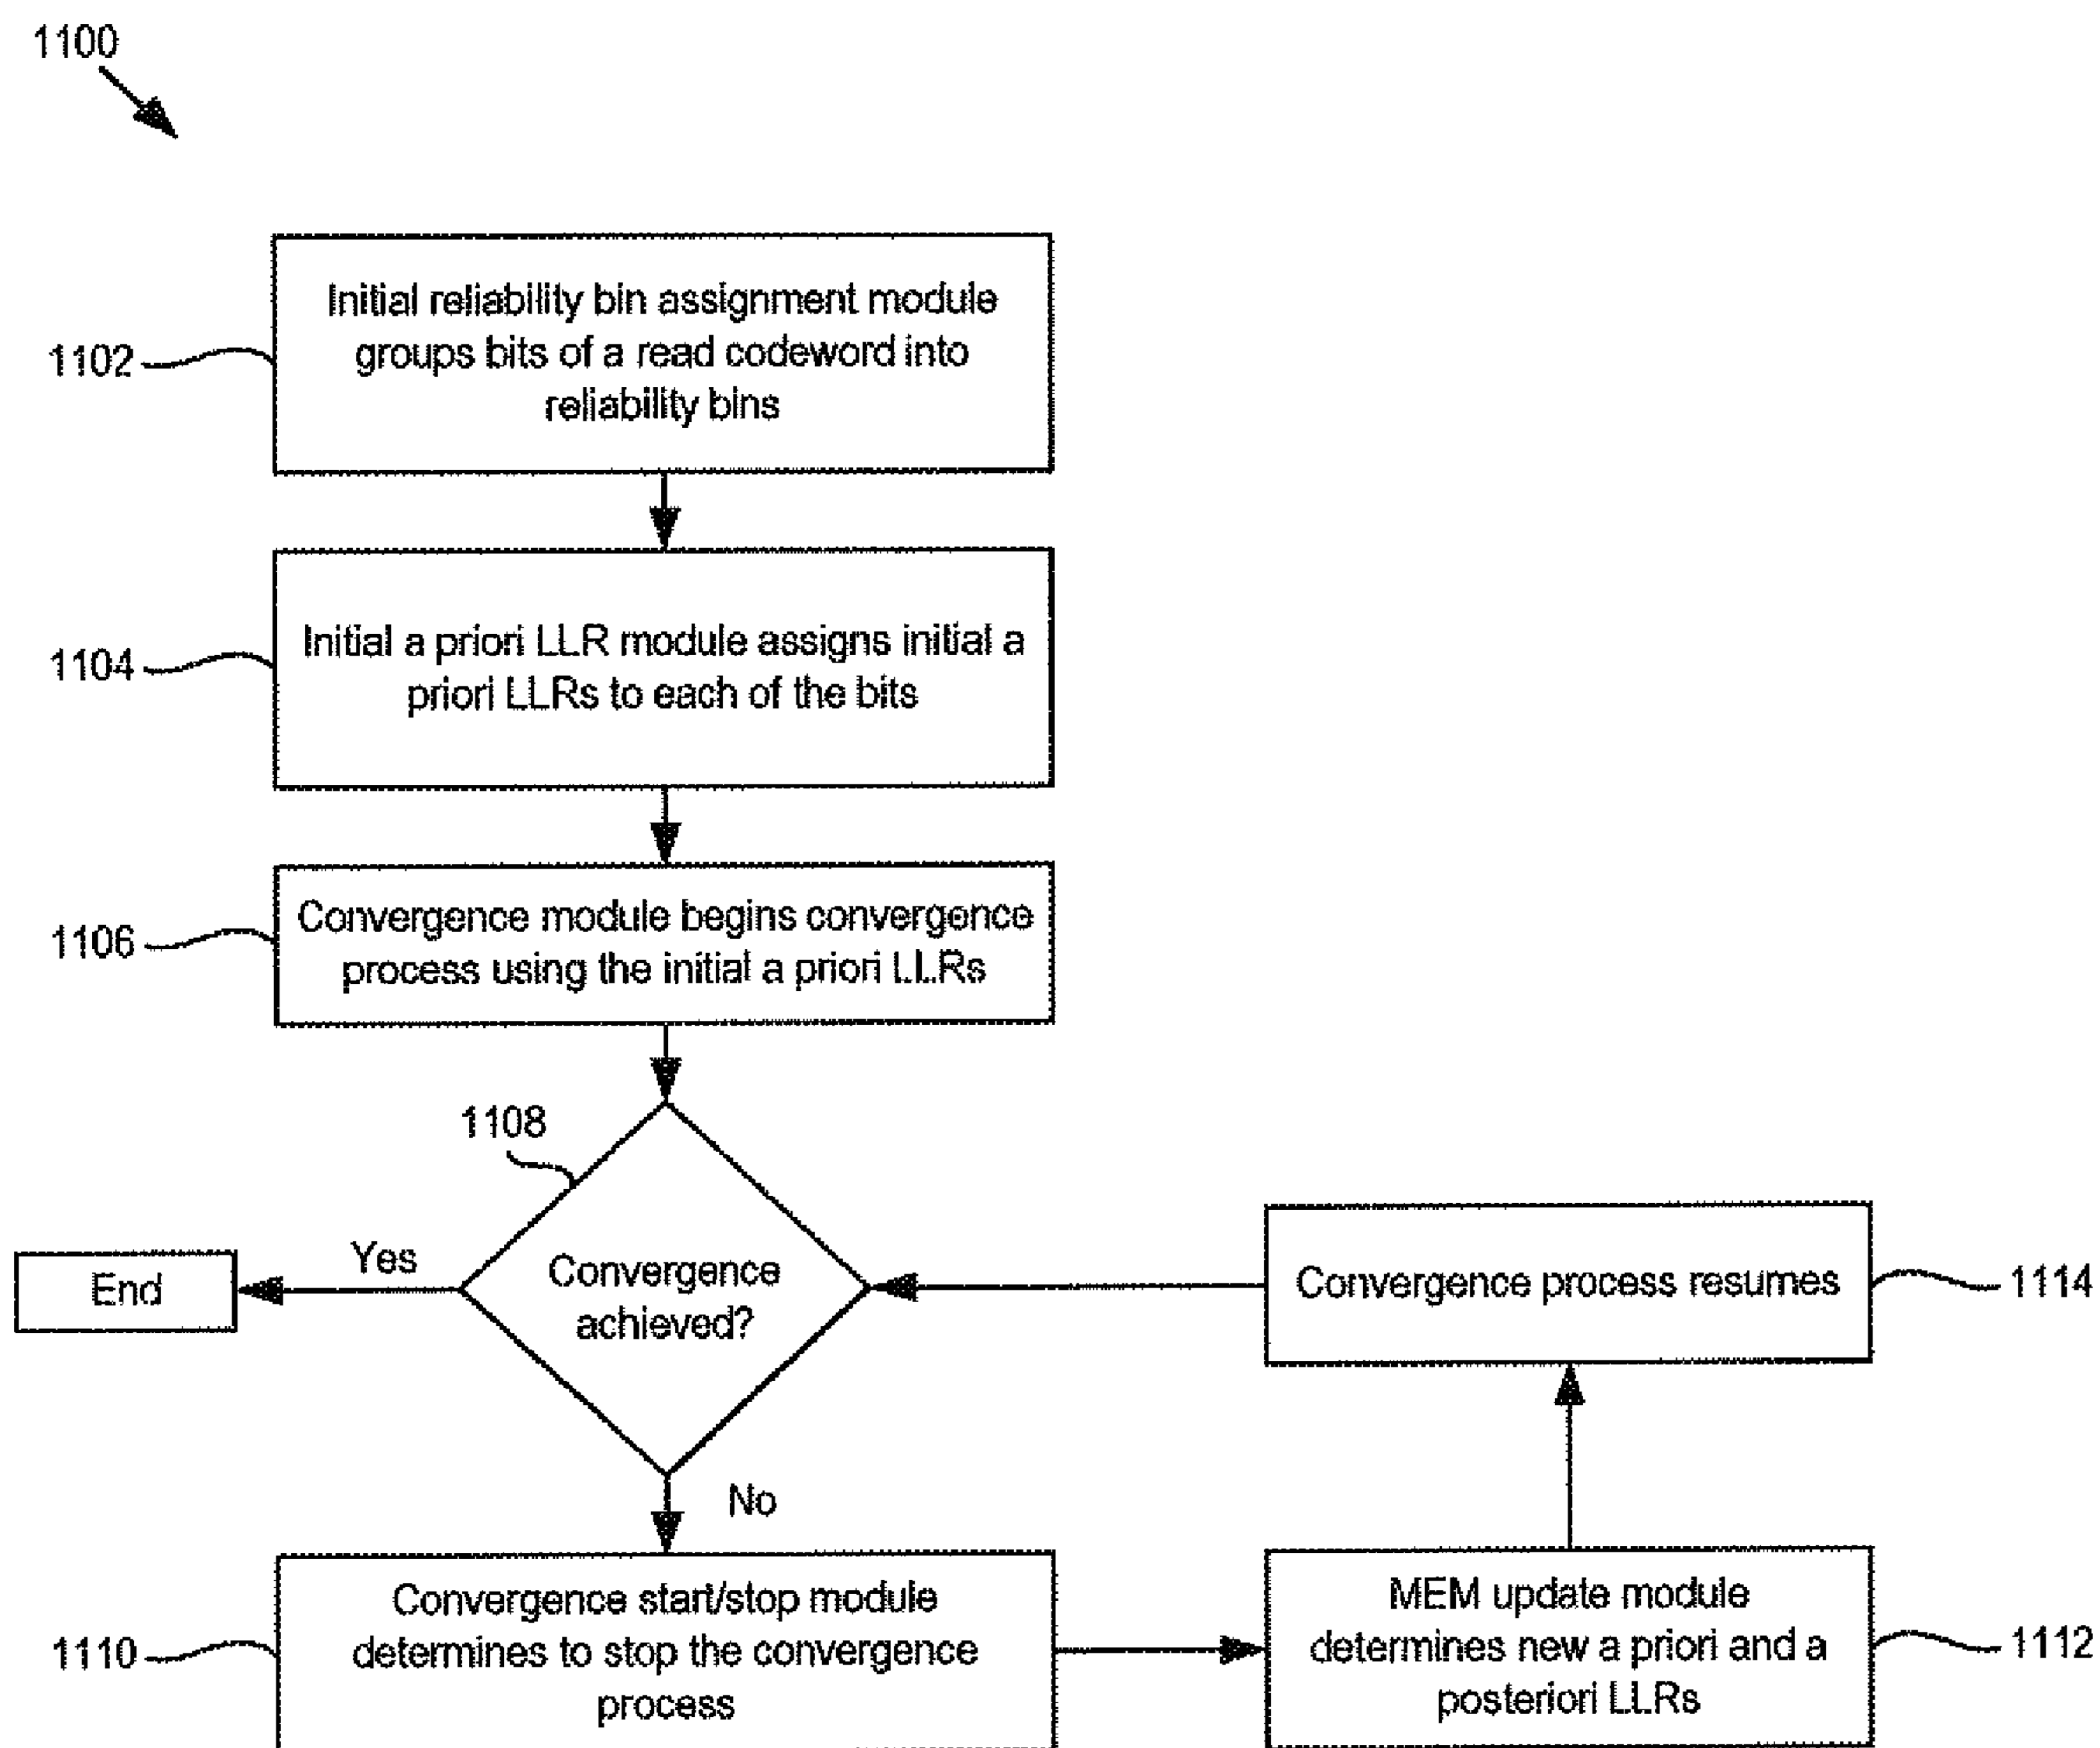 1100
Initial reliability bin assignment module
groups bits of a read codeword into
reliability bins
1102
Initial a priori LLR module assigns initial a
priori LLRs to each of the bits
1104
Convergence module begins convergence
process using the initial a priori LLRs
1106
1108
Convergence
achieved?
Yes
End
No
Convergence process resumes
1114
Convergence start/stop module
determines to stop the convergence
process
1110
MEM update module
determines new a priori and a
posteriori LLRs
1112